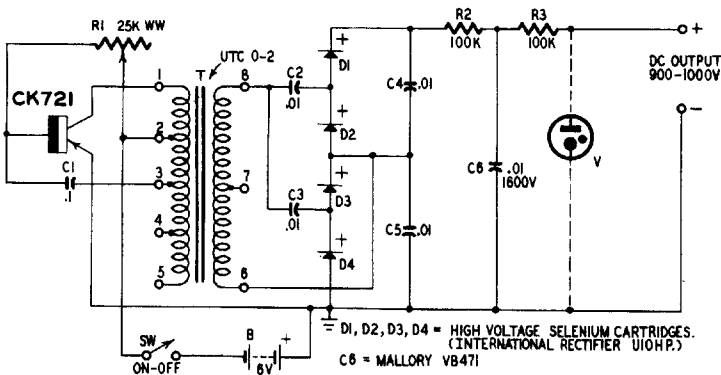 R1 25K WW
CK721
C1
.1
1
2
3
4
5
T
UTC O-2
8
7
6
C2
.01
C3
.01
+
D1
+
D2
+
D3
+
D4
C4
.01
C5
.01
R2
100K
R3
100K
C6
.01
1600V
V
+
DC OUTPUT
900-1000V
–
SW
ON-OFF
B
+
6V
D1, D2, D3, D4 = HIGH VOLTAGE SELENIUM CARTRIDGES.
(INTERNATIONAL RECTIFIER U10HP.)
C6 = MALLORY VB471